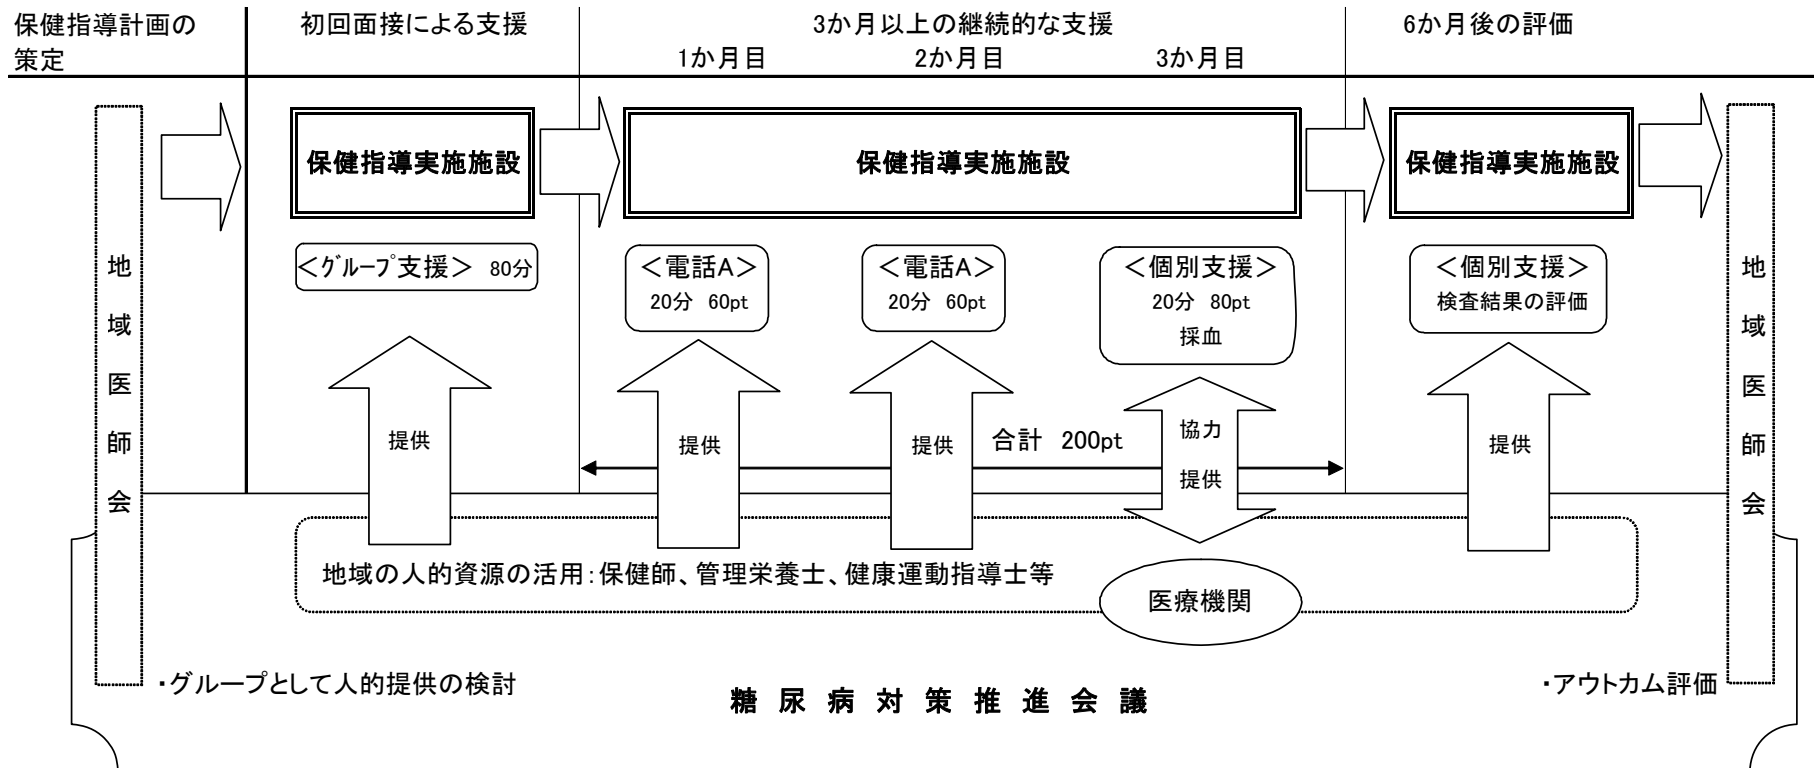 保健指導計画の
策定
初回面接による支援
3か月以上の継続的な支援
1か月目
2か月目
3か月目
6か月後の評価
地域医師会
保健指導実施施設
保健指導実施施設
保健指導実施施設
地域医師会
＜グループ支援＞ 80分
＜電話A＞
20分 60pt
＜電話A＞
20分 60pt
＜個別支援＞
20分 80pt
採血
＜個別支援＞
検査結果の評価
提供
提供
提供
合計 200pt
協力
提供
提供
地域の人的資源の活用：保健師、管理栄養士、健康運動指導士等
医療機関
・グループとして人的提供の検討
糖尿病対策推進会議
・アウトカム評価